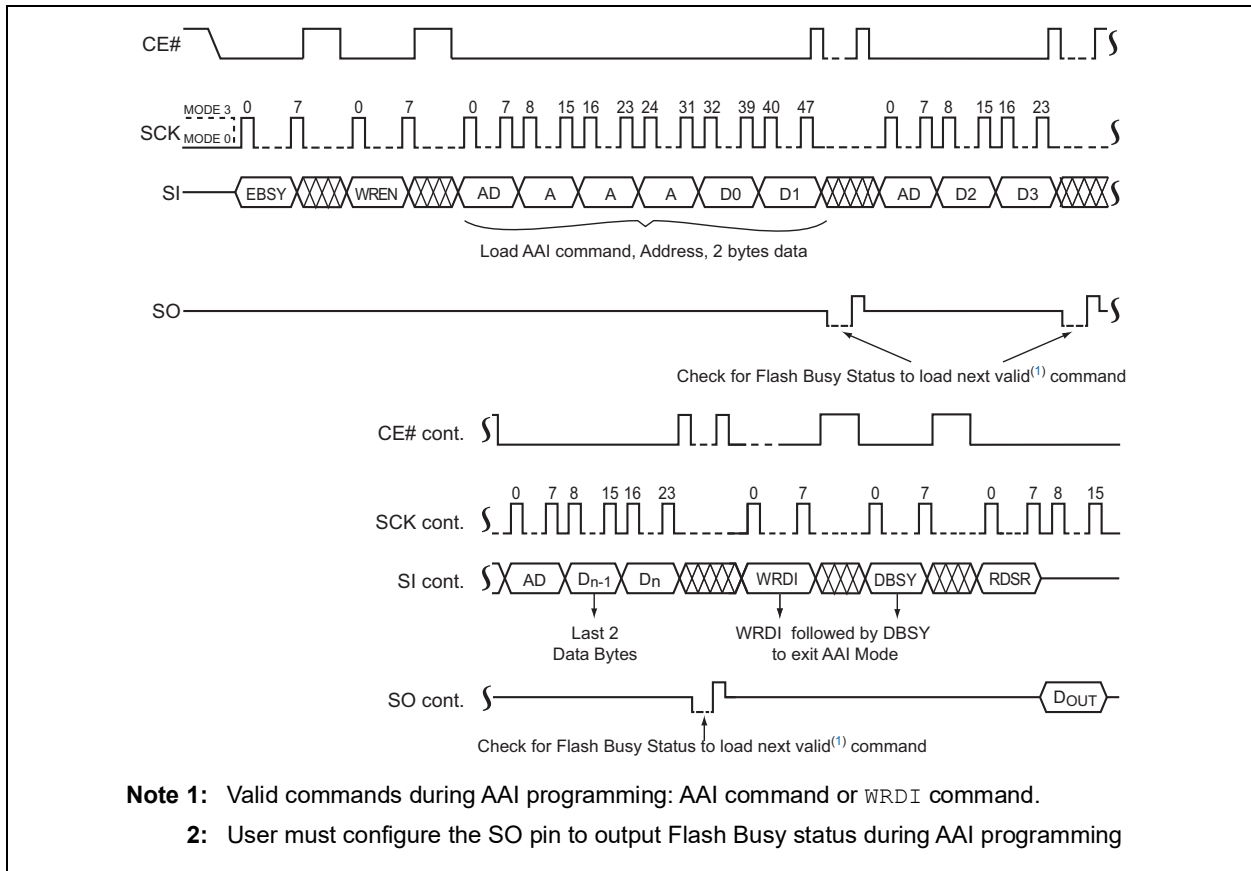 CE#
MODE 3
0 7 0 7 0 7 8 15 16 23 24 31 32 39 40 47 0 7 8 15 16 23
SCK
MODE 0
SI EBSY WREN AD A A A D0 D1 AD D2 D3
Load AAI command, Address, 2 bytes data
SO
Check for Flash Busy Status to load next valid(1) command
CE# cont.
0 7 8 15 16 23 0 7 0 7 0 7 8 15
SCK cont.
SI cont. AD Dn-1 Dn WRDI DBSY RDSR
Last 2 WRDI followed by DBSY
Data Bytes to exit AAI Mode
SO cont. DOUT
Check for Flash Busy Status to load next valid(1) command
Note 1: Valid commands during AAI programming: AAI command or WRDI command.
2: User must configure the SO pin to output Flash Busy status during AAI programming